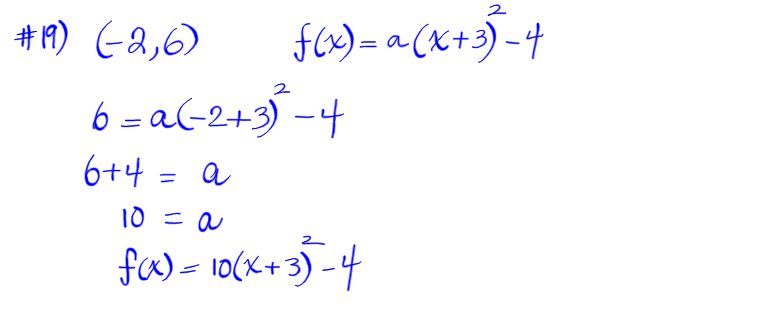 #19) (-2,6) f(x)=a(x+3)²-4
6=a(-2+3)²-4
6+4 = a
10 = a
f(x)=10(x+3)²-4